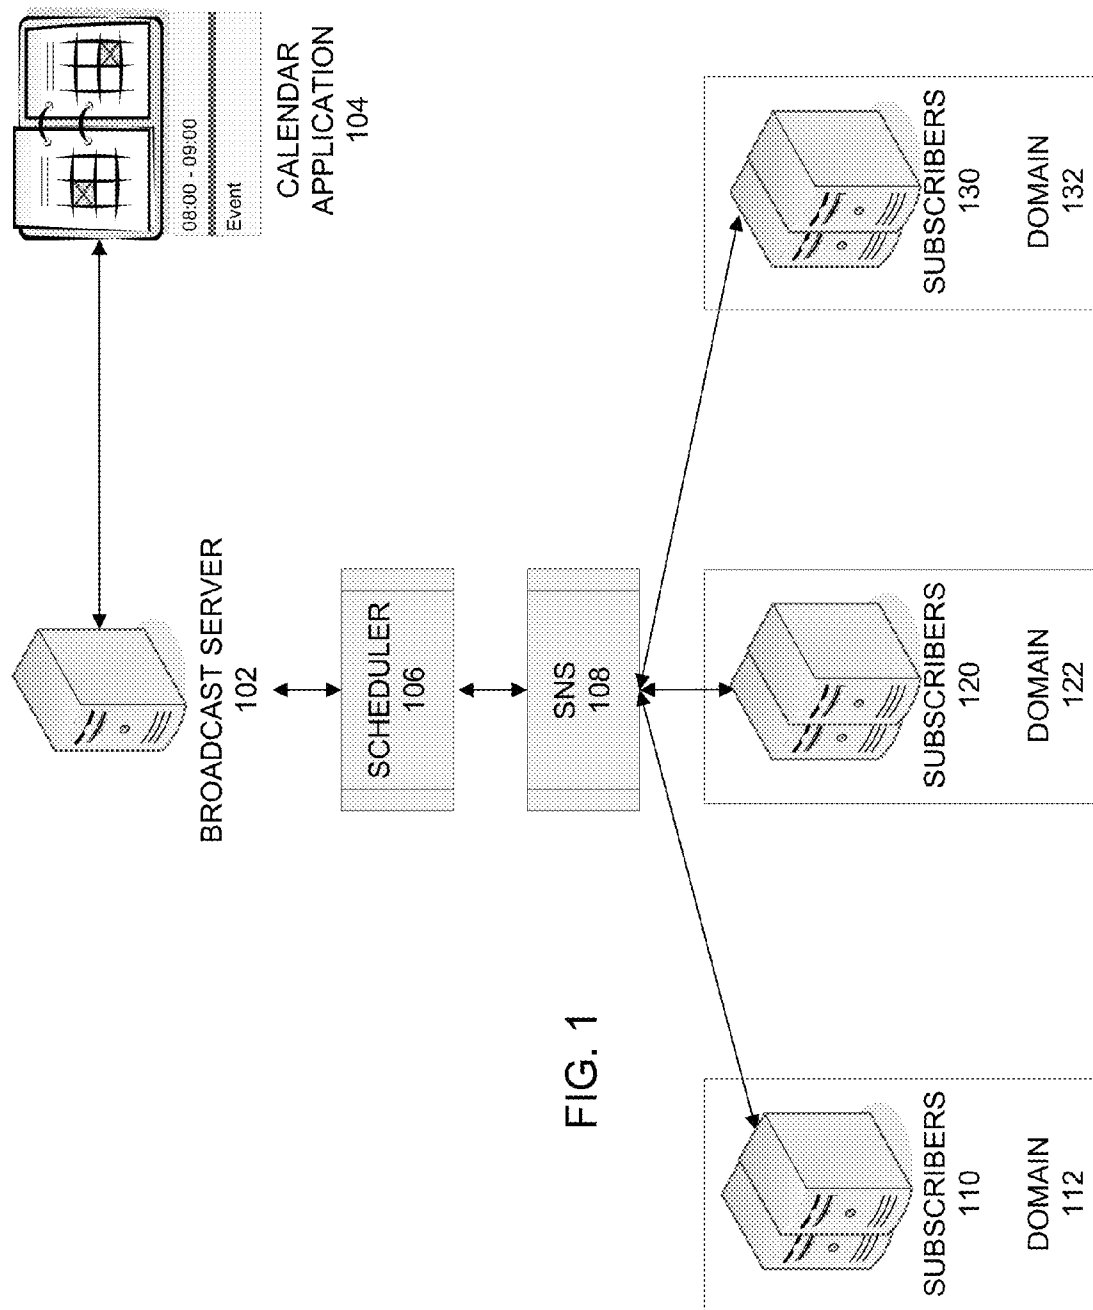 08:00 - 09:00
Event
CALENDAR
APPLICATION
104
BROADCAST SERVER
102
SCHEDULER
106
SNS
108
SUBSCRIBERS
110
DOMAIN
112
SUBSCRIBERS
120
DOMAIN
122
SUBSCRIBERS
130
DOMAIN
132
FIG. 1